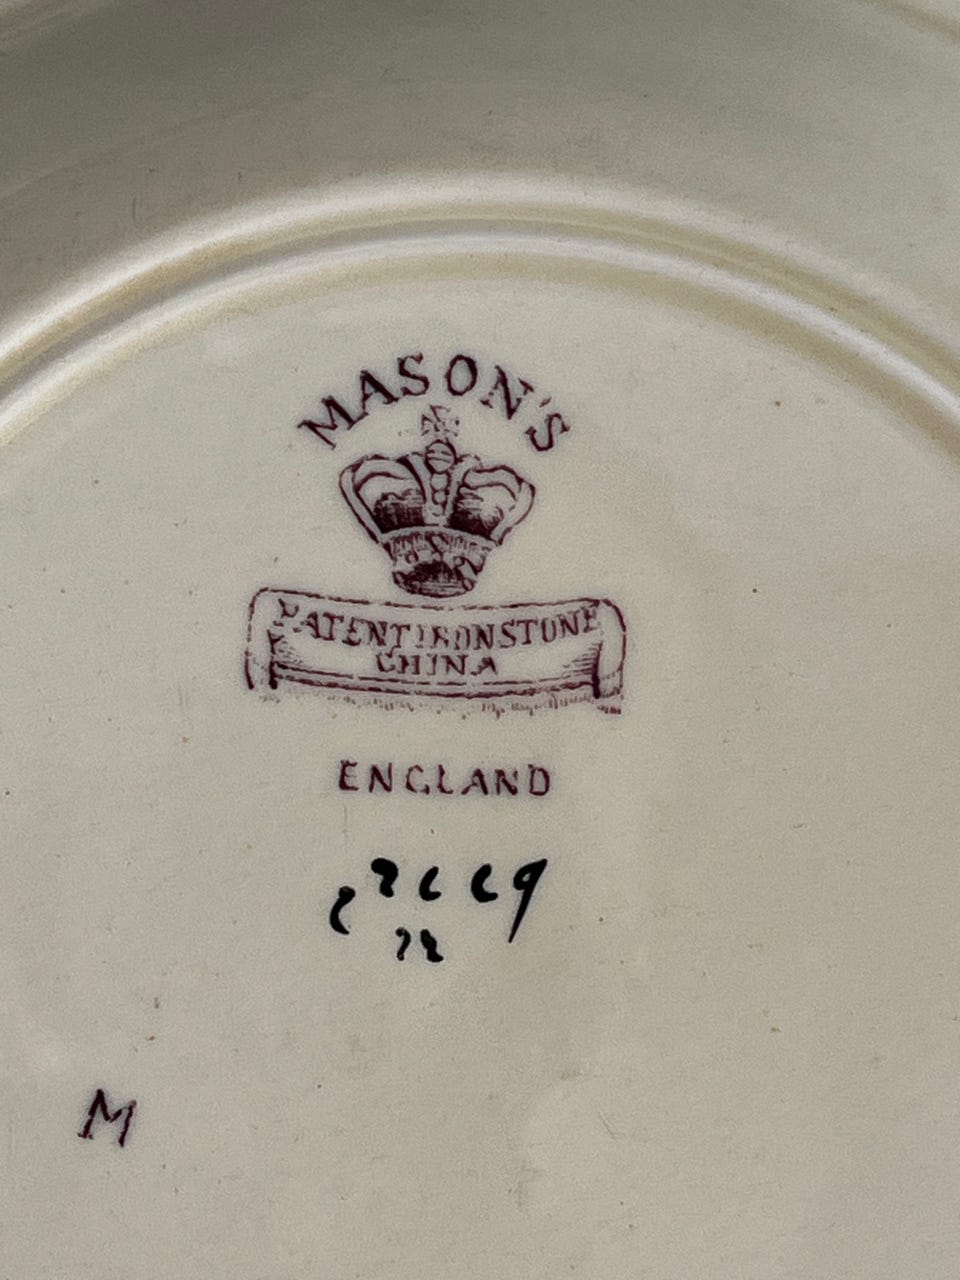 MASON'S
PATENT IRONSTONE
CHINA
ENGLAND
M